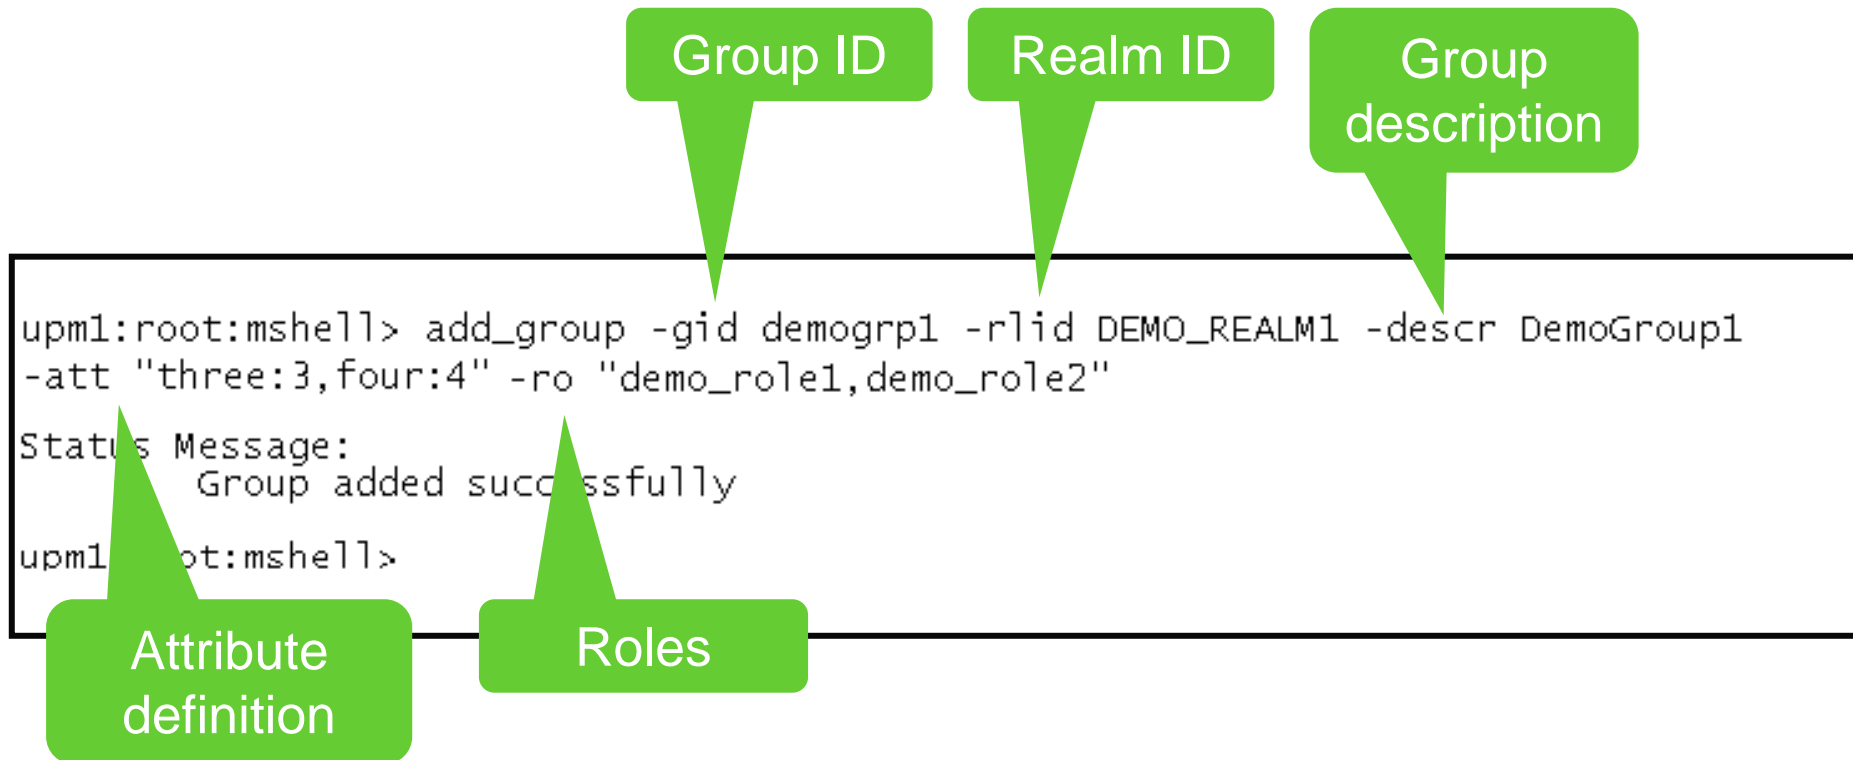 Group ID
Realm ID
Group
description
upm1:root:mshell> add_group -gid demogrp1 -rlid DEMO_REALM1 -descr DemoGroup1
-att "three:3,four:4" -ro "demo_role1,demo_role2"
Status Message:
Group added successfully
upm1:root:mshell>
Attribute
definition
Roles